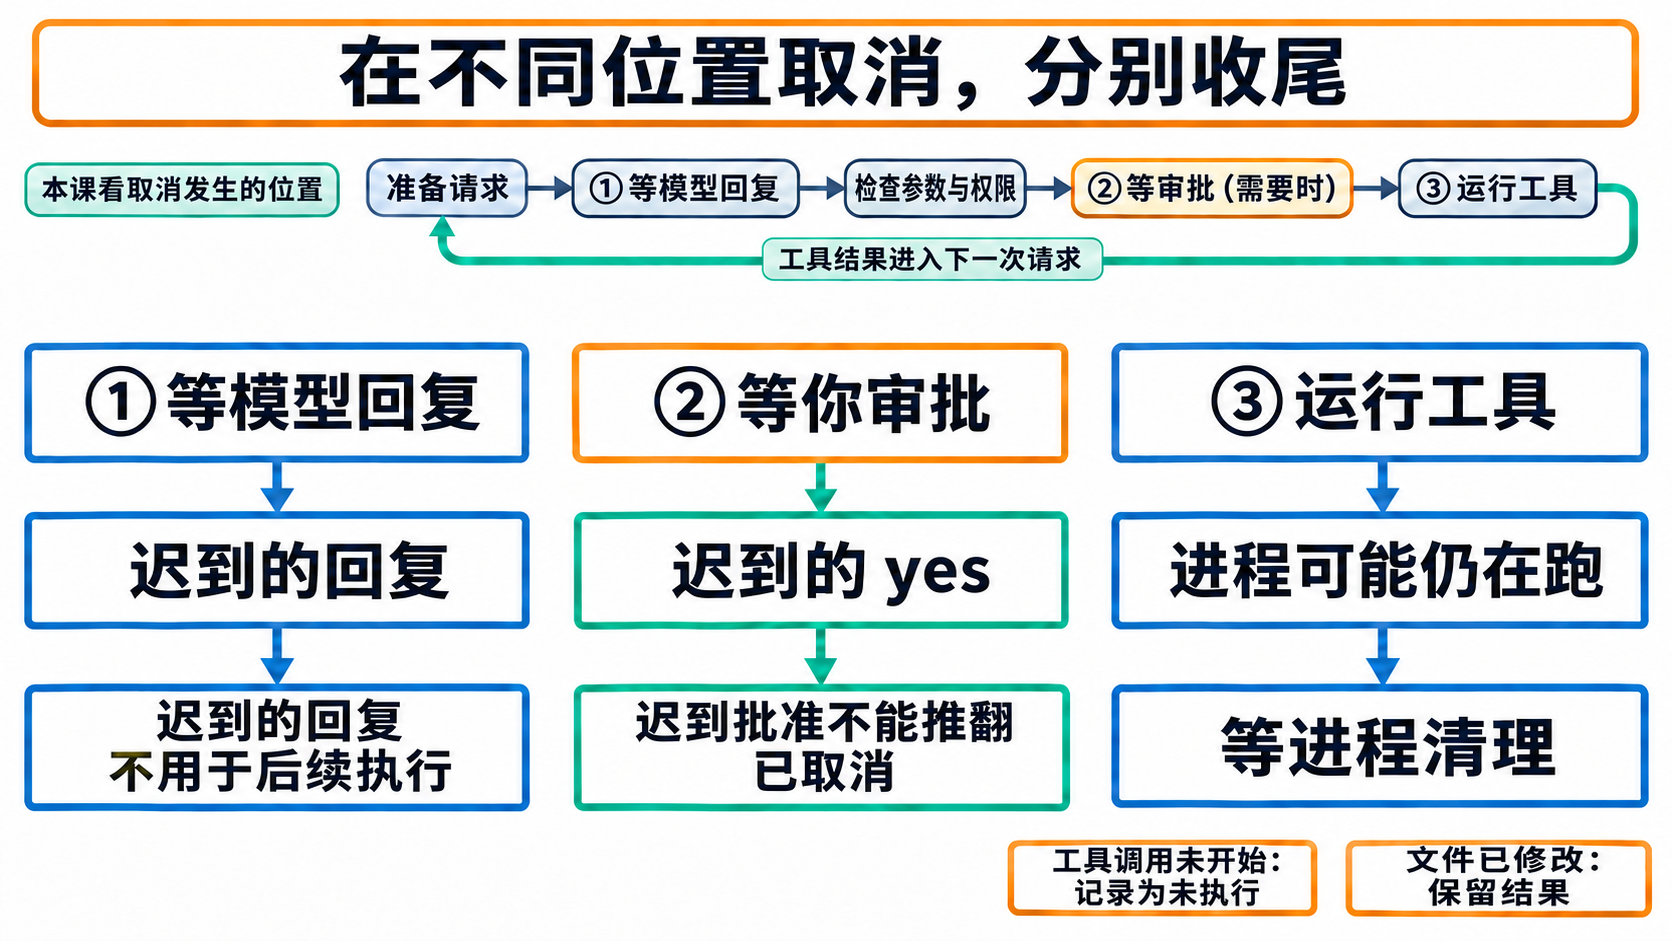 在不同位置取消，分别收尾
本课看取消发生的位置
准备请求
①等模型回复
检查参数与权限
②等审批（需要时）
③运行工具
工具结果进入下一次请求
①等模型回复
②等你审批
③运行工具
迟到的回复
迟到的 yes
进程可能仍在跑
迟到的回复
不用于后续执行
迟到批准不能推翻
已取消
等进程清理
工具调用未开始：
记录为未执行
文件已修改：
保留结果